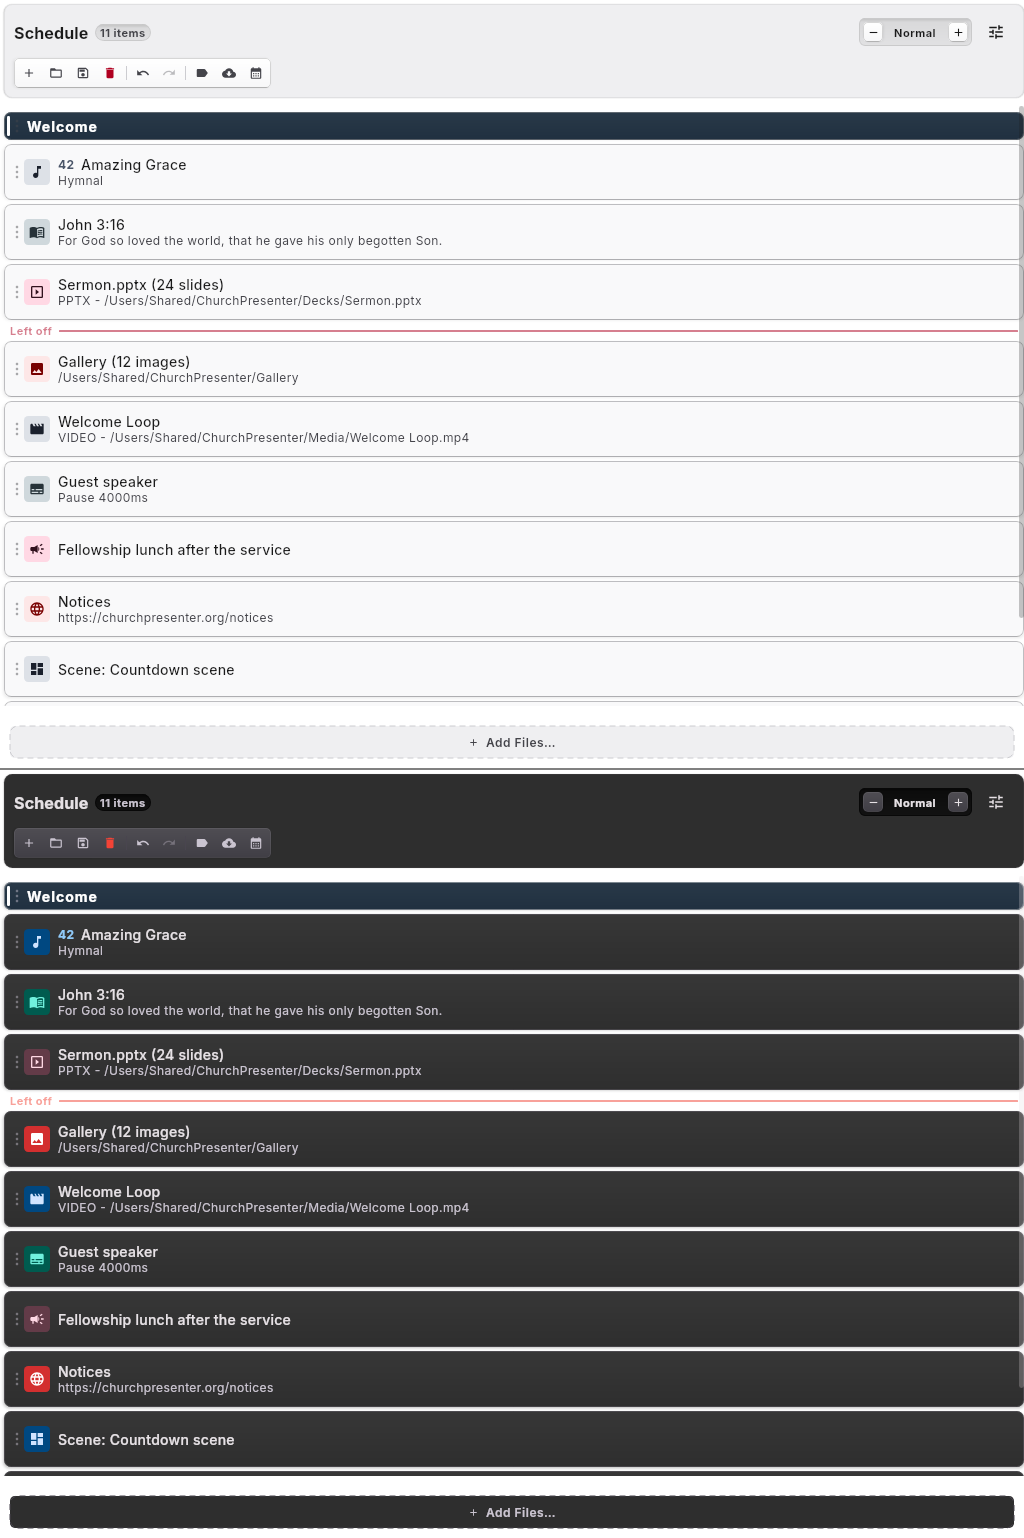 Schedule 11 items
Normal
Welcome
42 Amazing Grace
Hymnal
John 3:16
For God so loved the world, that he gave his only begotten Son.
Sermon.pptx (24 slides)
PPTX - /Users/Shared/ChurchPresenter/Decks/Sermon.pptx
Left off
Gallery (12 images)
/Users/Shared/ChurchPresenter/Gallery
Welcome Loop
VIDEO - /Users/Shared/ChurchPresenter/Media/Welcome Loop.mp4
Guest speaker
Pause 4000ms
Fellowship lunch after the service
Notices
https://churchpresenter.org/notices
Scene: Countdown scene
+ Add Files...
Schedule 11 items
Normal
Welcome
42 Amazing Grace
Hymnal
John 3:16
For God so loved the world, that he gave his only begotten Son.
Sermon.pptx (24 slides)
PPTX - /Users/Shared/ChurchPresenter/Decks/Sermon.pptx
Left off
Gallery (12 images)
/Users/Shared/ChurchPresenter/Gallery
Welcome Loop
VIDEO - /Users/Shared/ChurchPresenter/Media/Welcome Loop.mp4
Guest speaker
Pause 4000ms
Fellowship lunch after the service
Notices
https://churchpresenter.org/notices
Scene: Countdown scene
+ Add Files...